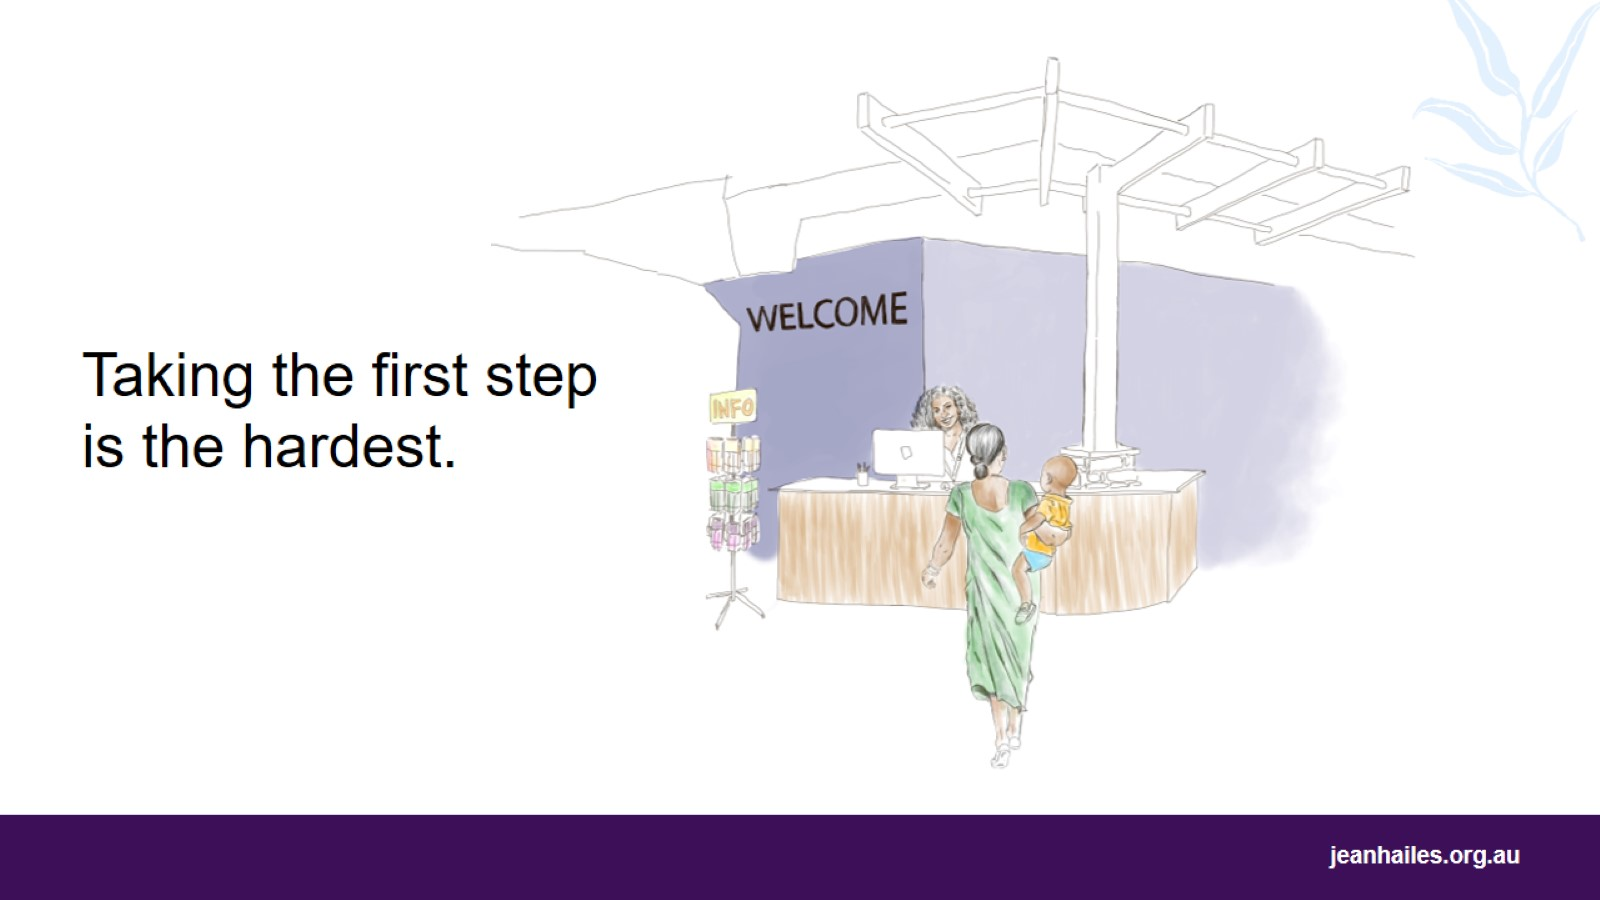 Taking the first step
is the hardest.
WELCOME
INFO
jeanhailes.org.au